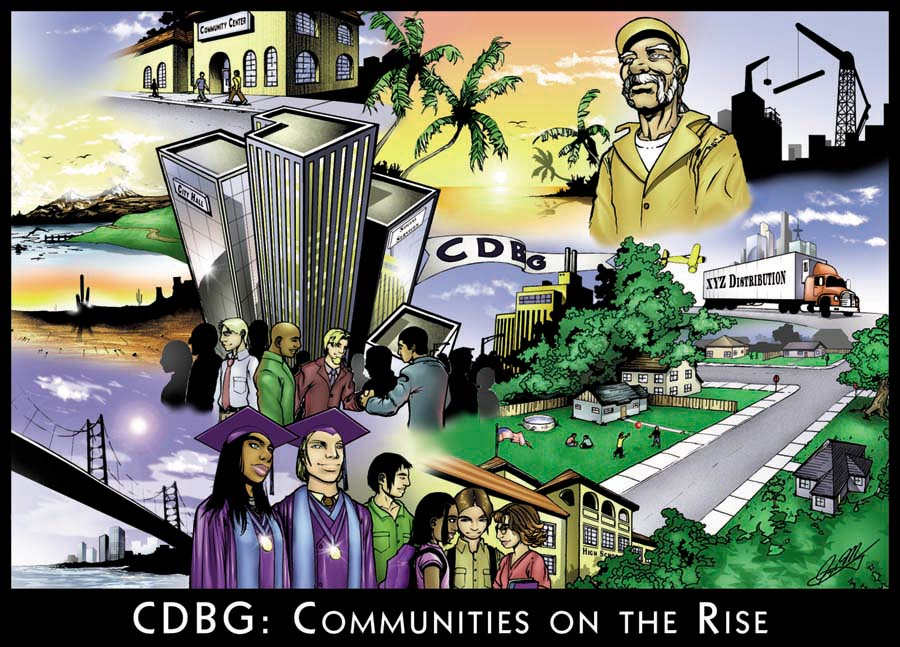 COMMUNITY CENTER
CITY HALL
SOCIAL
SERVICES
CDBG
XYZ DISTRIBUTION
HIGH SCHOOL
CDBG: COMMUNITIES ON THE RISE